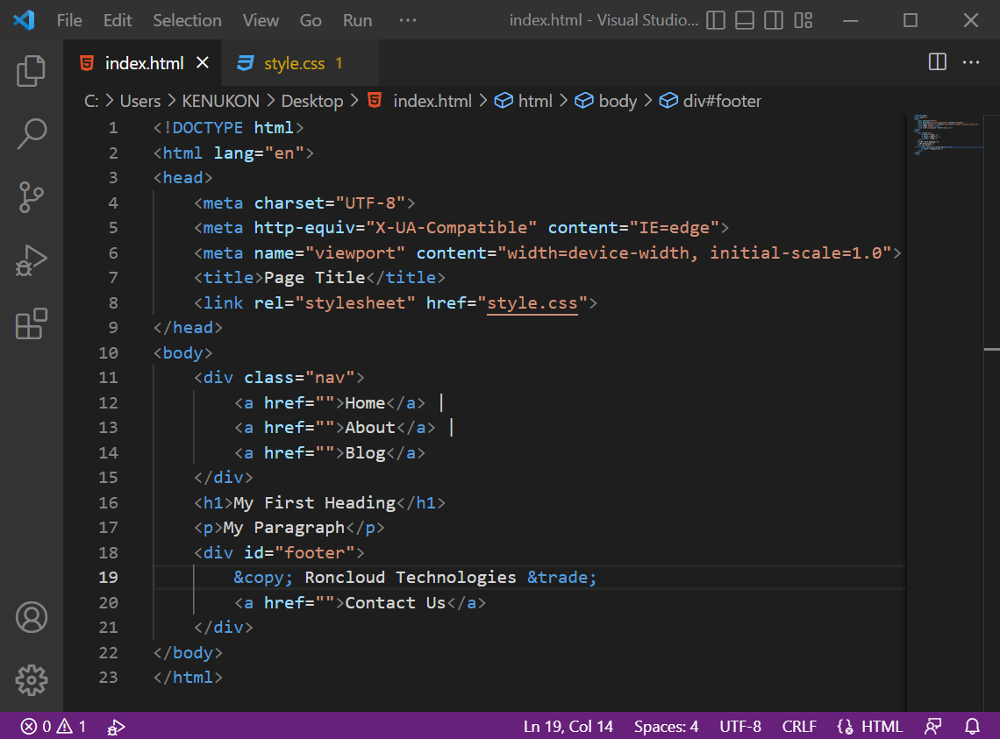 File Edit Selection View Go Run ··· index.html - Visual Studio...
index.html style.css 1
C: > Users > KENUKON > Desktop > index.html > html > body > div#footer
1 <!DOCTYPE html>
2 <html lang="en">
3 <head>
4 <meta charset="UTF-8">
5 <meta http-equiv="X-UA-Compatible" content="IE=edge">
6 <meta name="viewport" content="width=device-width, initial-scale=1.0">
7 <title>Page Title</title>
8 <link rel="stylesheet" href="style.css">
9 </head>
10 <body>
11 <div class="nav">
12 <a href="">Home</a> |
13 <a href="">About</a> |
14 <a href="">Blog</a>
15 </div>
16 <h1>My First Heading</h1>
17 <p>My Paragraph</p>
18 <div id="footer">
19 &copy; Roncloud Technologies &trade;
20 <a href="">Contact Us</a>
21 </div>
22 </body>
23 </html>
0 1 Ln 19, Col 14 Spaces: 4 UTF-8 CRLF HTML